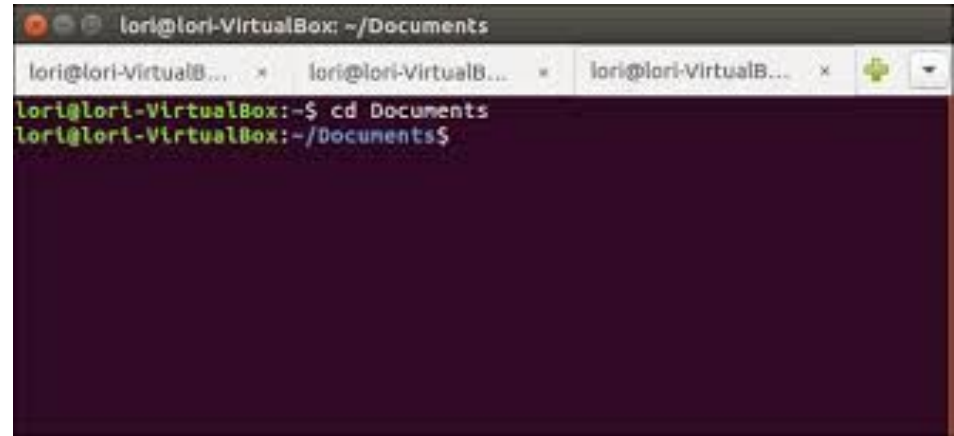 lori@lori-VirtualBox: ~/Documents
lori@lori-VirtualB... × lori@lori-VirtualB... × lori@lori-VirtualB... ×
lori@lori-VirtualBox:~$ cd Documents
lori@lori-VirtualBox:~/Documents$